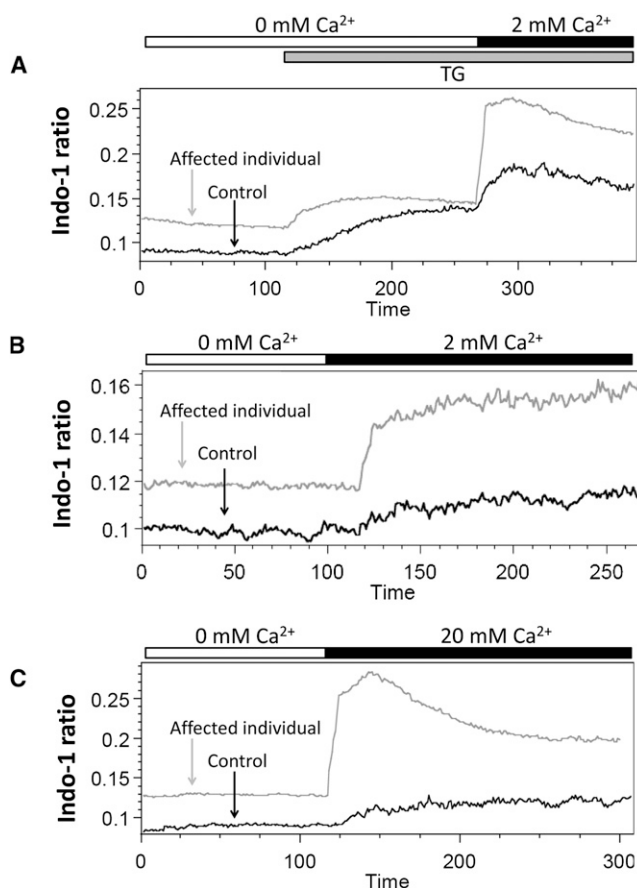 0 mM Ca²⁺ 2 mM Ca²⁺
A
TG
Indo-1 ratio
0.25
0.2
0.15
0.1
Affected individual
Control
0 100 200 300
Time
B
0 mM Ca²⁺ 2 mM Ca²⁺
Indo-1 ratio
0.16
0.14
0.12
0.1
Affected individual
Control
0 50 100 150 200 250
Time
C
0 mM Ca²⁺ 20 mM Ca²⁺
Indo-1 ratio
0.3
0.2
0.1
Affected individual
Control
0 100 200 300
Time